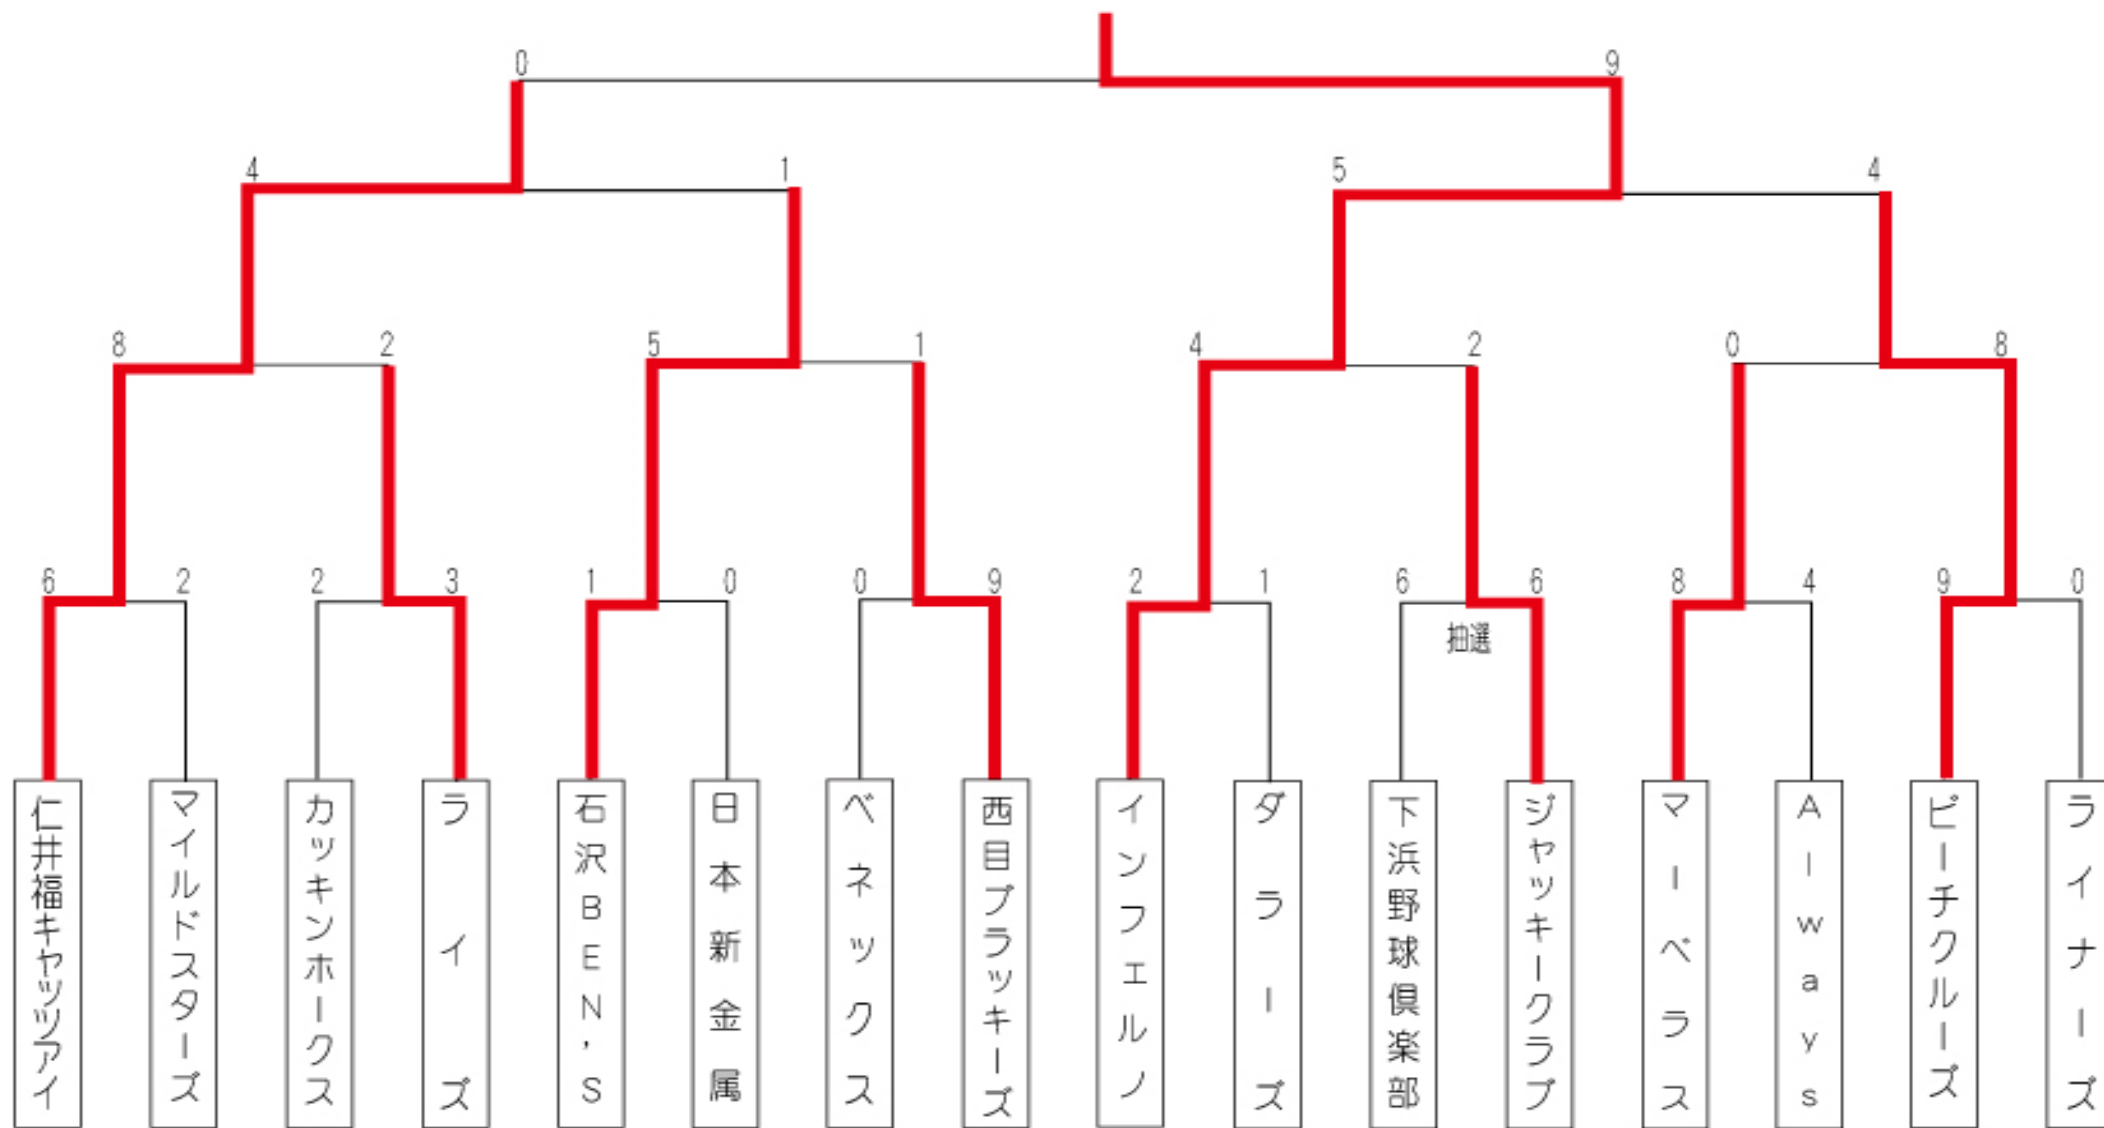 0 9
4 1 5 4
8 2 5 1 4 2 0 8
6 2 2 3 1 0 0 9 2 1 6 6 8 4 9 0
抽選
仁井福キャッツアイ
マイルドスターズ
カッキンホークス
ライズ
石沢BEN'S
日本新金属
ベネックス
西目ブラッキーズ
インフェルノ
ダラーズ
下浜野球倶楽部
ジャッキークラブ
マーベラス
Always
ピーチクルーズ
ライナーズ